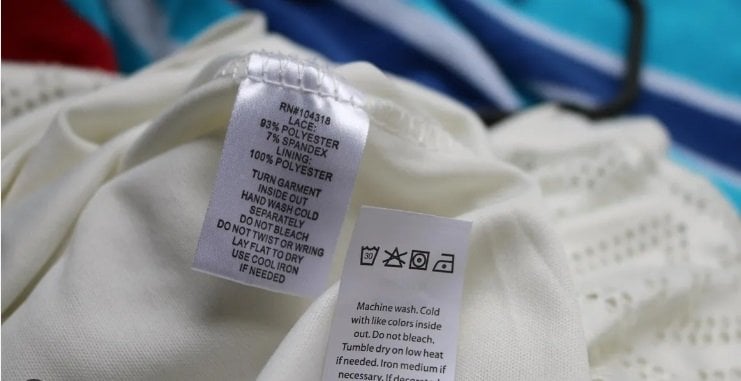 RN#104318
LACE:
93% POLYESTER
7% SPANDEX
LINING:
100% POLYESTER
TURN GARMENT
INSIDE OUT
HAND WASH COLD
SEPARATELY
DO NOT BLEACH
DO NOT TWIST OR WRING
LAY FLAT TO DRY
USE COOL IRON
IF NEEDED
30
Machine wash. Cold
with like colors inside
out. Do not bleach.
Tumble dry on low heat
if needed. Iron medium if
necessary. If decorated